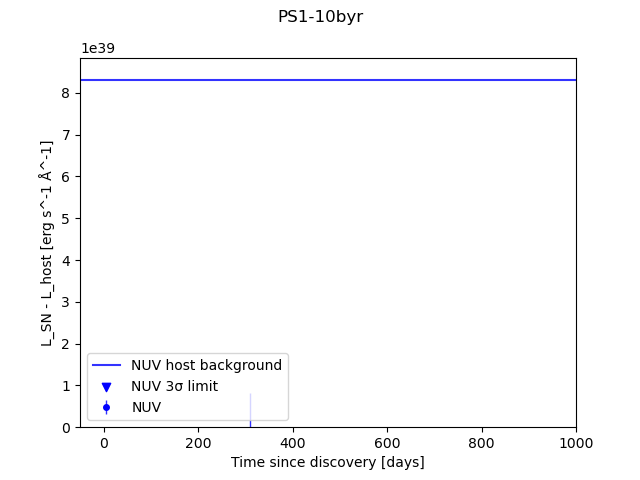 PS1-10byr
1e39
8
7
6
5
4
3
2
1
0
L_SN - L_host [erg s^-1 Å^-1]
NUV host background
NUV 3σ limit
NUV
0 200 400 600 800 1000
Time since discovery [days]